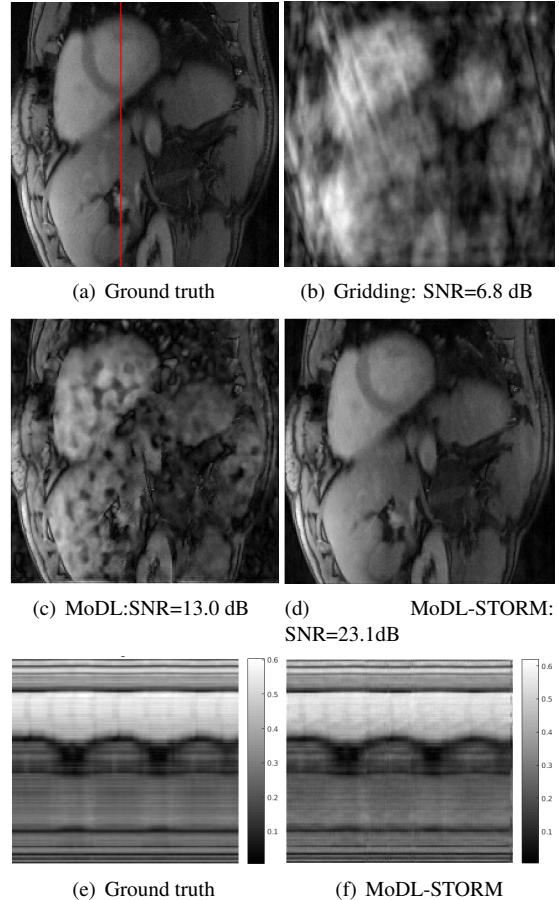 (a) Ground truth
(b) Gridding: SNR=6.8 dB
(c) MoDL:SNR=13.0 dB
(d) MoDL-STORM:
SNR=23.1dB
0.6
0.5
0.4
0.3
0.2
0.1
0.6
0.5
0.4
0.3
0.2
0.1
(e) Ground truth
(f) MoDL-STORM